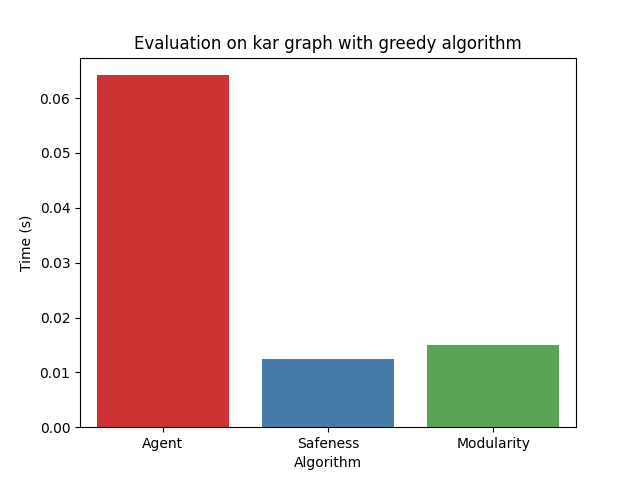 Evaluation on kar graph with greedy algorithm
0.06
0.05
0.04
0.03
0.02
0.01
0.00
Time (s)
Agent
Safeness
Modularity
Algorithm